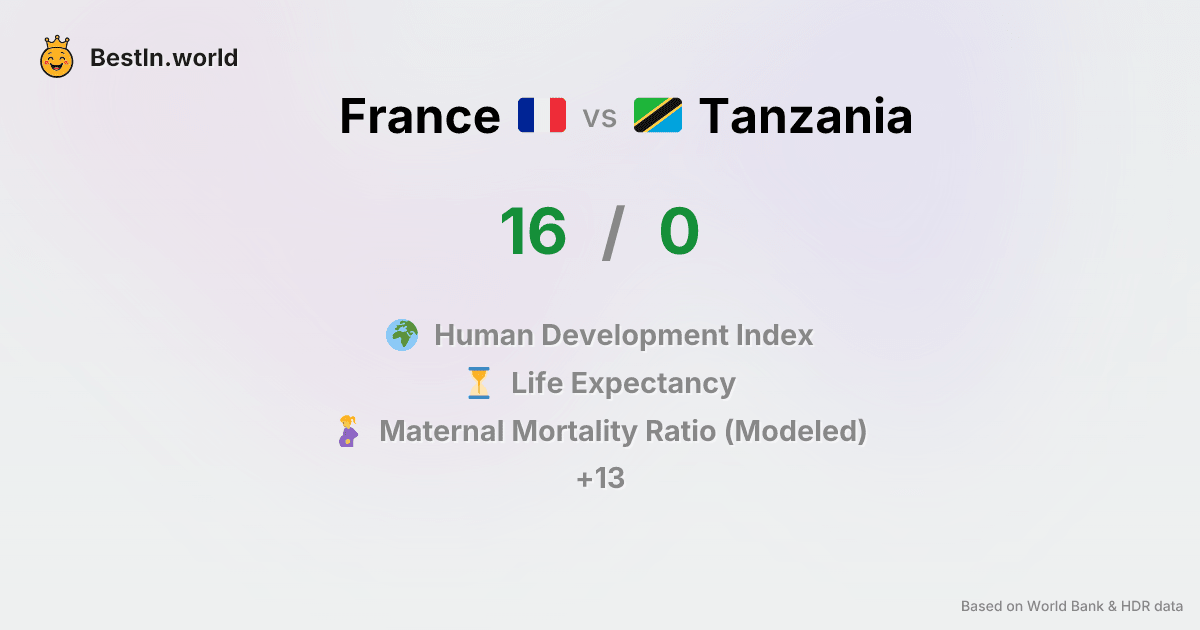 BestIn.world
France vs Tanzania
16 / 0
Human Development Index
Life Expectancy
Maternal Mortality Ratio (Modeled)
+13
Based on World Bank & HDR data